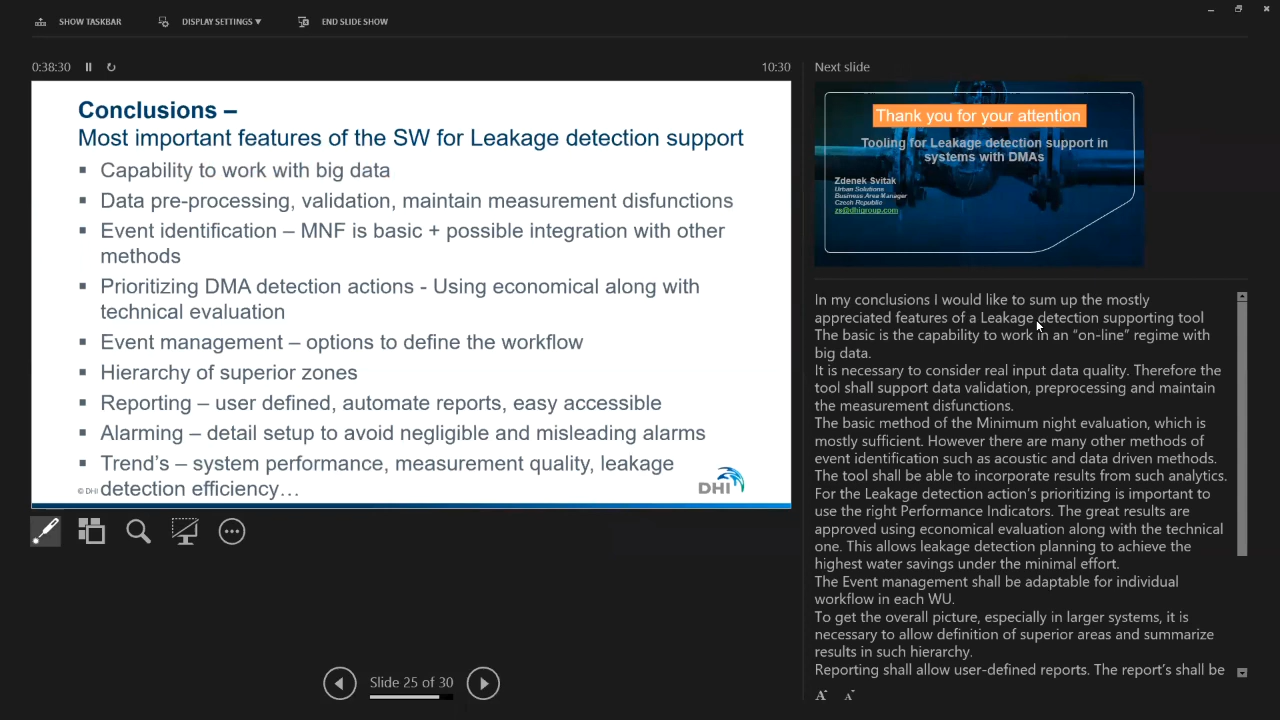 SHOW TASKBAR
DISPLAY SETTINGS ▼
END SLIDE SHOW
0:38:30
10:30
Conclusions –
Most important features of the SW for Leakage detection support
▪ Capability to work with big data
▪ Data pre-processing, validation, maintain measurement disfunctions
▪ Event identification – MNF is basic + possible integration with other
methods
▪ Prioritizing DMA detection actions - Using economical along with
technical evaluation
▪ Event management – options to define the workflow
▪ Hierarchy of superior zones
▪ Reporting – user defined, automate reports, easy accessible
▪ Alarming – detail setup to avoid negligible and misleading alarms
▪ Trend's – system performance, measurement quality, leakage
detection efficiency…
© DHI
DHI
Slide 25 of 30
Next slide
Thank you for your attention
Tooling for Leakage detection support in
systems with DMAs
Zdenek Svitak
Urban Solutions
Business Area Manager
Czech Republic
zs@dhigroup.com
In my conclusions I would like to sum up the mostly
appreciated features of a Leakage detection supporting tool
The basic is the capability to work in an “on-line” regime with
big data.
It is necessary to consider real input data quality. Therefore the
tool shall support data validation, preprocessing and maintain
the measurement disfunctions.
The basic method of the Minimum night evaluation, which is
mostly sufficient. However there are many other methods of
event identification such as acoustic and data driven methods.
The tool shall be able to incorporate results from such analytics.
For the Leakage detection action’s prioritizing is important to
use the right Performance Indicators. The great results are
approved using economical evaluation along with the technical
one. This allows leakage detection planning to achieve the
highest water savings under the minimal effort.
The Event management shall be adaptable for individual
workflow in each WU.
To get the overall picture, especially in larger systems, it is
necessary to allow definition of superior areas and summarize
results in such hierarchy.
Reporting shall allow user-defined reports. The report’s shall be
A A